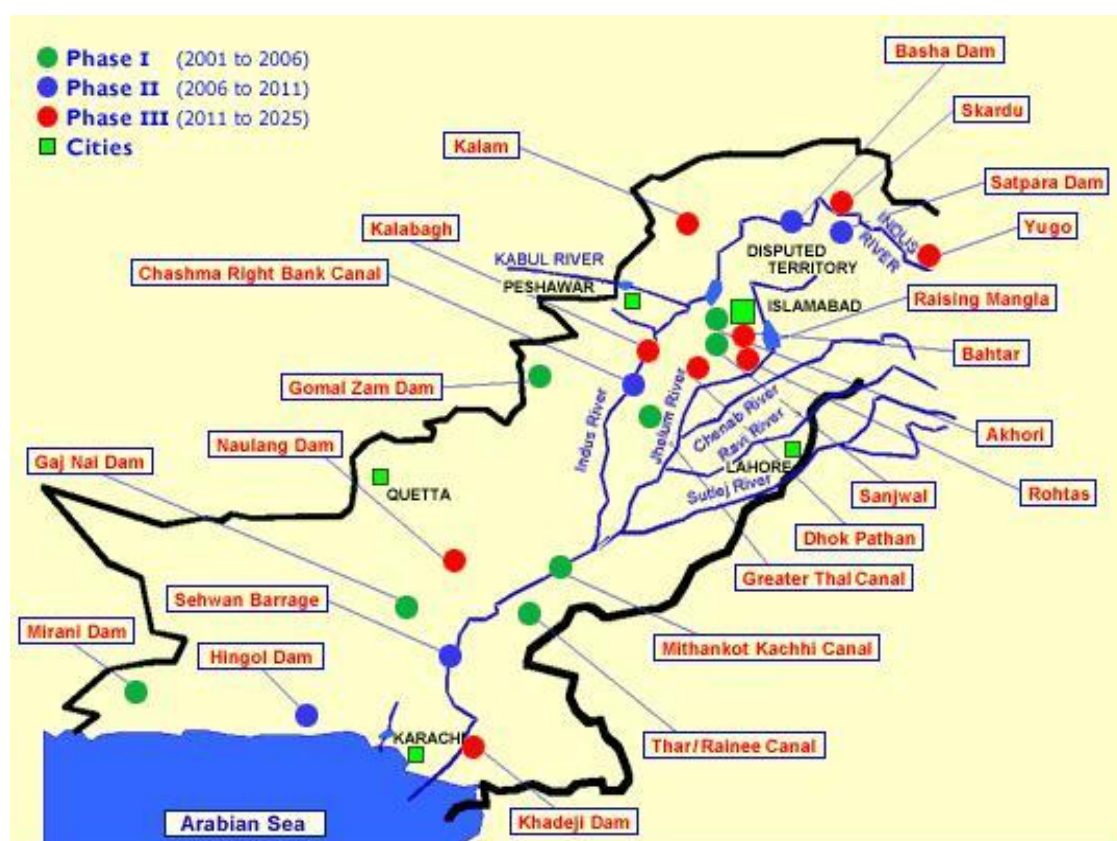 Phase I (2001 to 2006)
Phase II (2006 to 2011)
Phase III (2011 to 2025)
Cities
Basha Dam
Skardu
Kalam
Satpara Dam
Kalabagh
Yugo
INDUS
RIVER
DISPUTED
TERRITORY
Chashma Right Bank Canal
KABUL RIVER
PESHAWAR
ISLAMABAD
Raising Mangla
Bahtar
Gomal Zam Dam
Indus River
Jhelum River
Chenab River
Ravi River
Akhori
Naulang Dam
Gaj Nai Dam
LAHORE
Sutlej River
QUETTA
Sanjwal
Rohtas
Dhok Pathan
Greater Thal Canal
Sehwan Barrage
Mirani Dam
Hingol Dam
Mithankot Kachhi Canal
KARACHI
Thar/Rainee Canal
Khadeji Dam
Arabian Sea